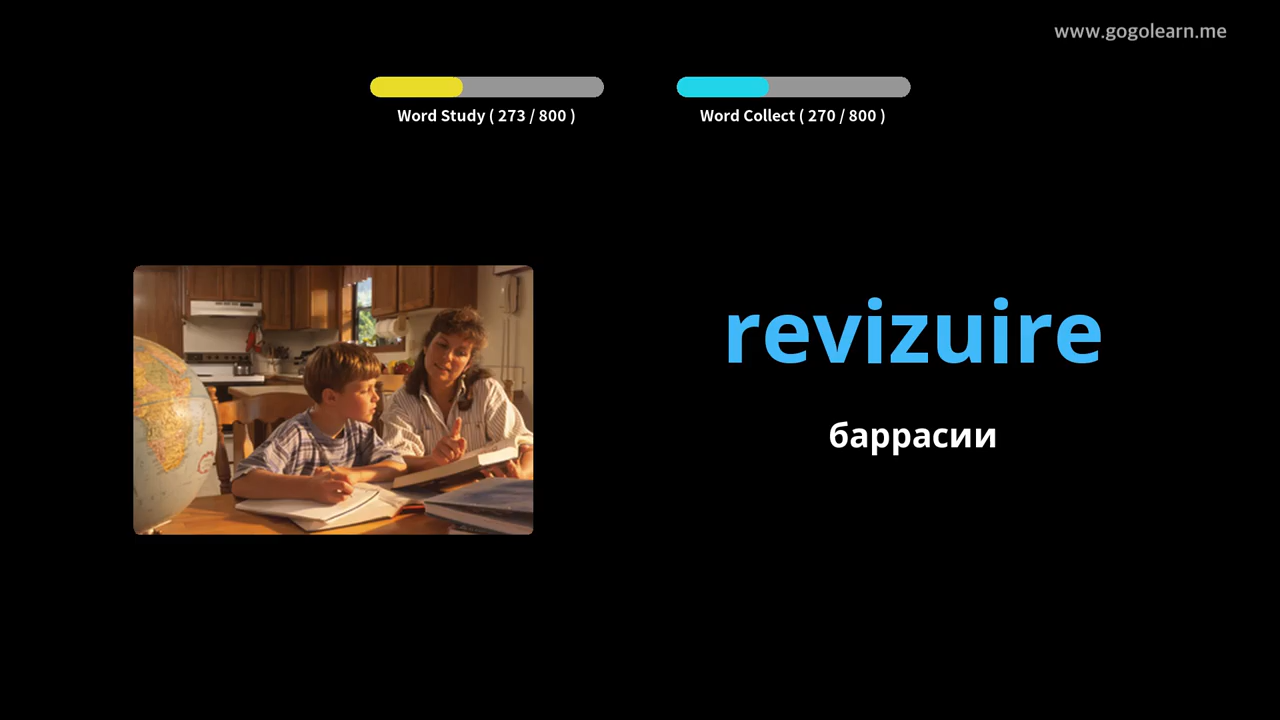 www.gogolearn.me
Word Study ( 273 / 800 )
Word Collect ( 270 / 800 )
revizuire
баррасии